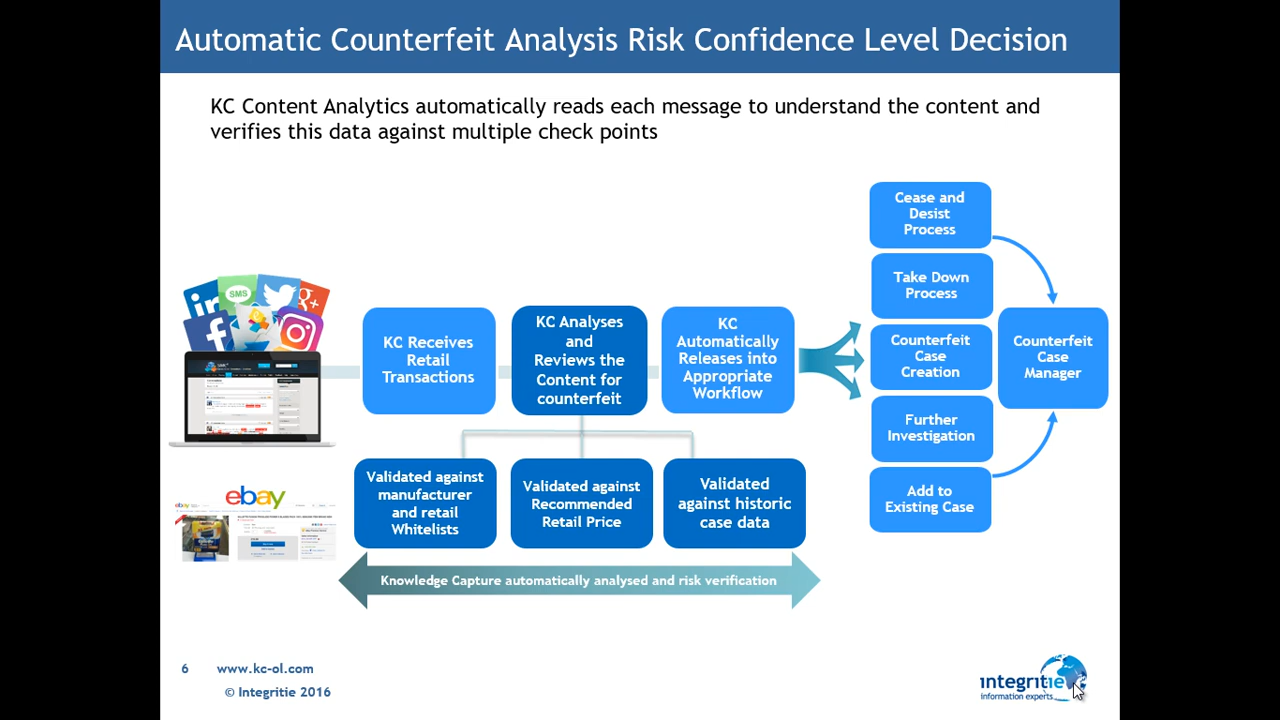 Automatic Counterfeit Analysis Risk Confidence Level Decision
KC Content Analytics automatically reads each message to understand the content and
verifies this data against multiple check points
in
SMS
g+
f
KC Receives
Retail
Transactions
KC Analyses
and
Reviews the
Content for
counterfeit
KC
Automatically
Releases into
Appropriate
Workflow
Cease and
Desist
Process
Take Down
Process
Counterfeit
Case
Creation
Further
Investigation
Add to
Existing Case
Counterfeit
Case
Manager
ebay
Validated against
manufacturer
and retail
Whitelists
Validated against
Recommended
Retail Price
Validated
against historic
case data
Knowledge Capture automatically analysed and risk verification
6 www.kc-ol.com
© Integritie 2016
integritie
information experts